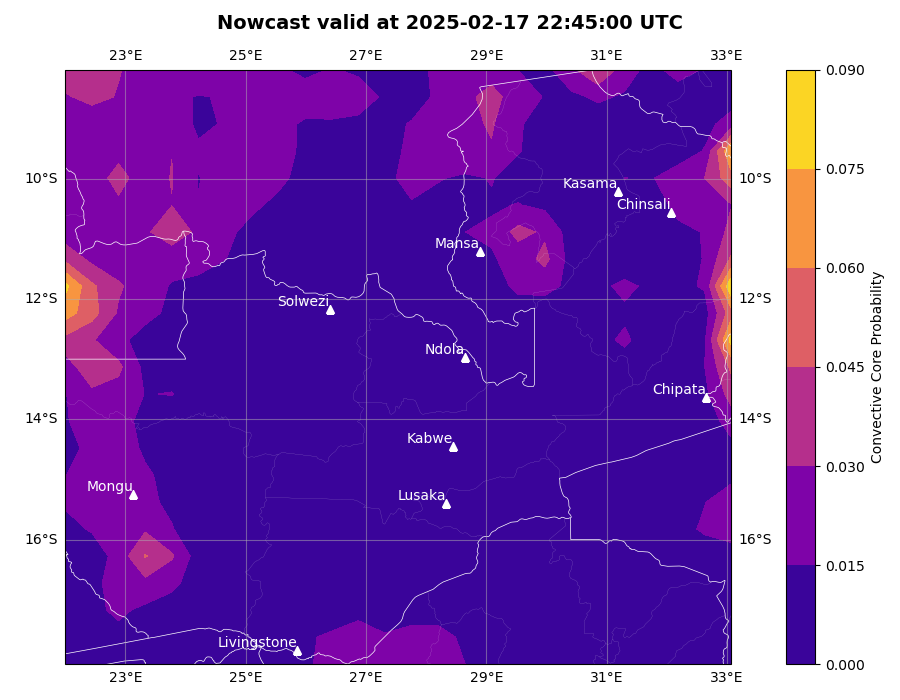 Nowcast valid at 2025-02-17 22:45:00 UTC
23°E 25°E 27°E 29°E 31°E 33°E
0.090
0.075
10°S 10°S
Kasama
Chinsali
Mansa
0.060
12°S 12°S
Solwezi
Convective Core Probability
Ndola
0.045
Chipata
14°S 14°S
Kabwe
0.030
Mongu
Lusaka
16°S 16°S
0.015
Livingstone
0.000
23°E 25°E 27°E 29°E 31°E 33°E